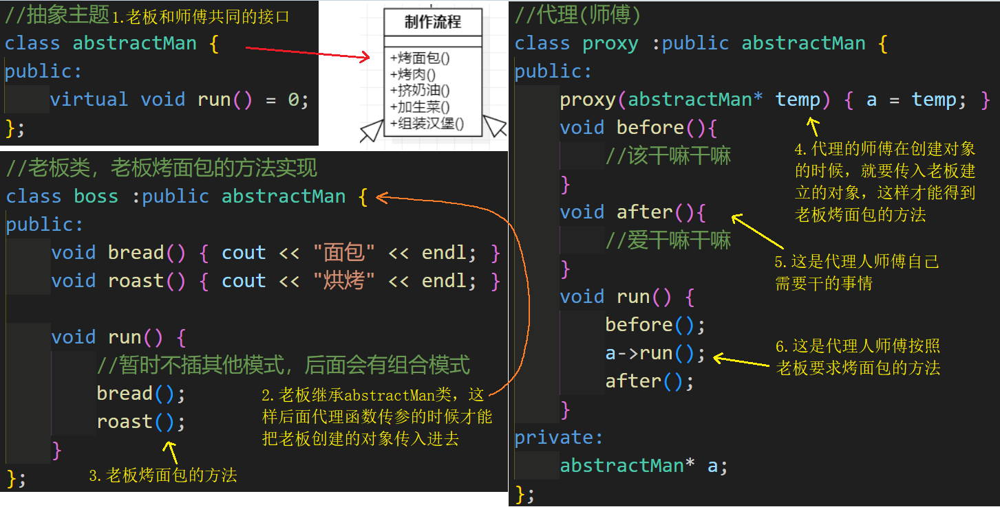 //抽象主题 1.老板和师傅共同的接口
class abstractMan {
public:
virtual void run() = 0;
};
制作流程
+烤面包()
+烤肉()
+挤奶油()
+加生菜()
+组装汉堡()
//老板类，老板烤面包的方法实现
class boss :public abstractMan {
public:
void bread() { cout << "面包" << endl; }
void roast() { cout << "烘烤" << endl; }
void run() {
//暂时不插其他模式，后面会有组合模式
bread();
roast();
}
};
2.老板继承abstractMan类，这
样后面代理函数传参的时候才能
把老板创建的对象传入进去
3.老板烤面包的方法
//代理(师傅)
class proxy :public abstractMan {
public:
proxy(abstractMan* temp) { a = temp; }
void before(){
//该干嘛干嘛
}
void after(){
//爱干嘛干嘛
}
void run() {
before();
a->run();
after();
}
private:
abstractMan* a;
};
4.代理的师傅在创建对象
的时候，就要传入老板建
立的对象，这样才能得到
老板烤面包的方法
5.这是代理人师傅自己
需要干的事情
6.这是代理人师傅按照
老板要求烤面包的方法